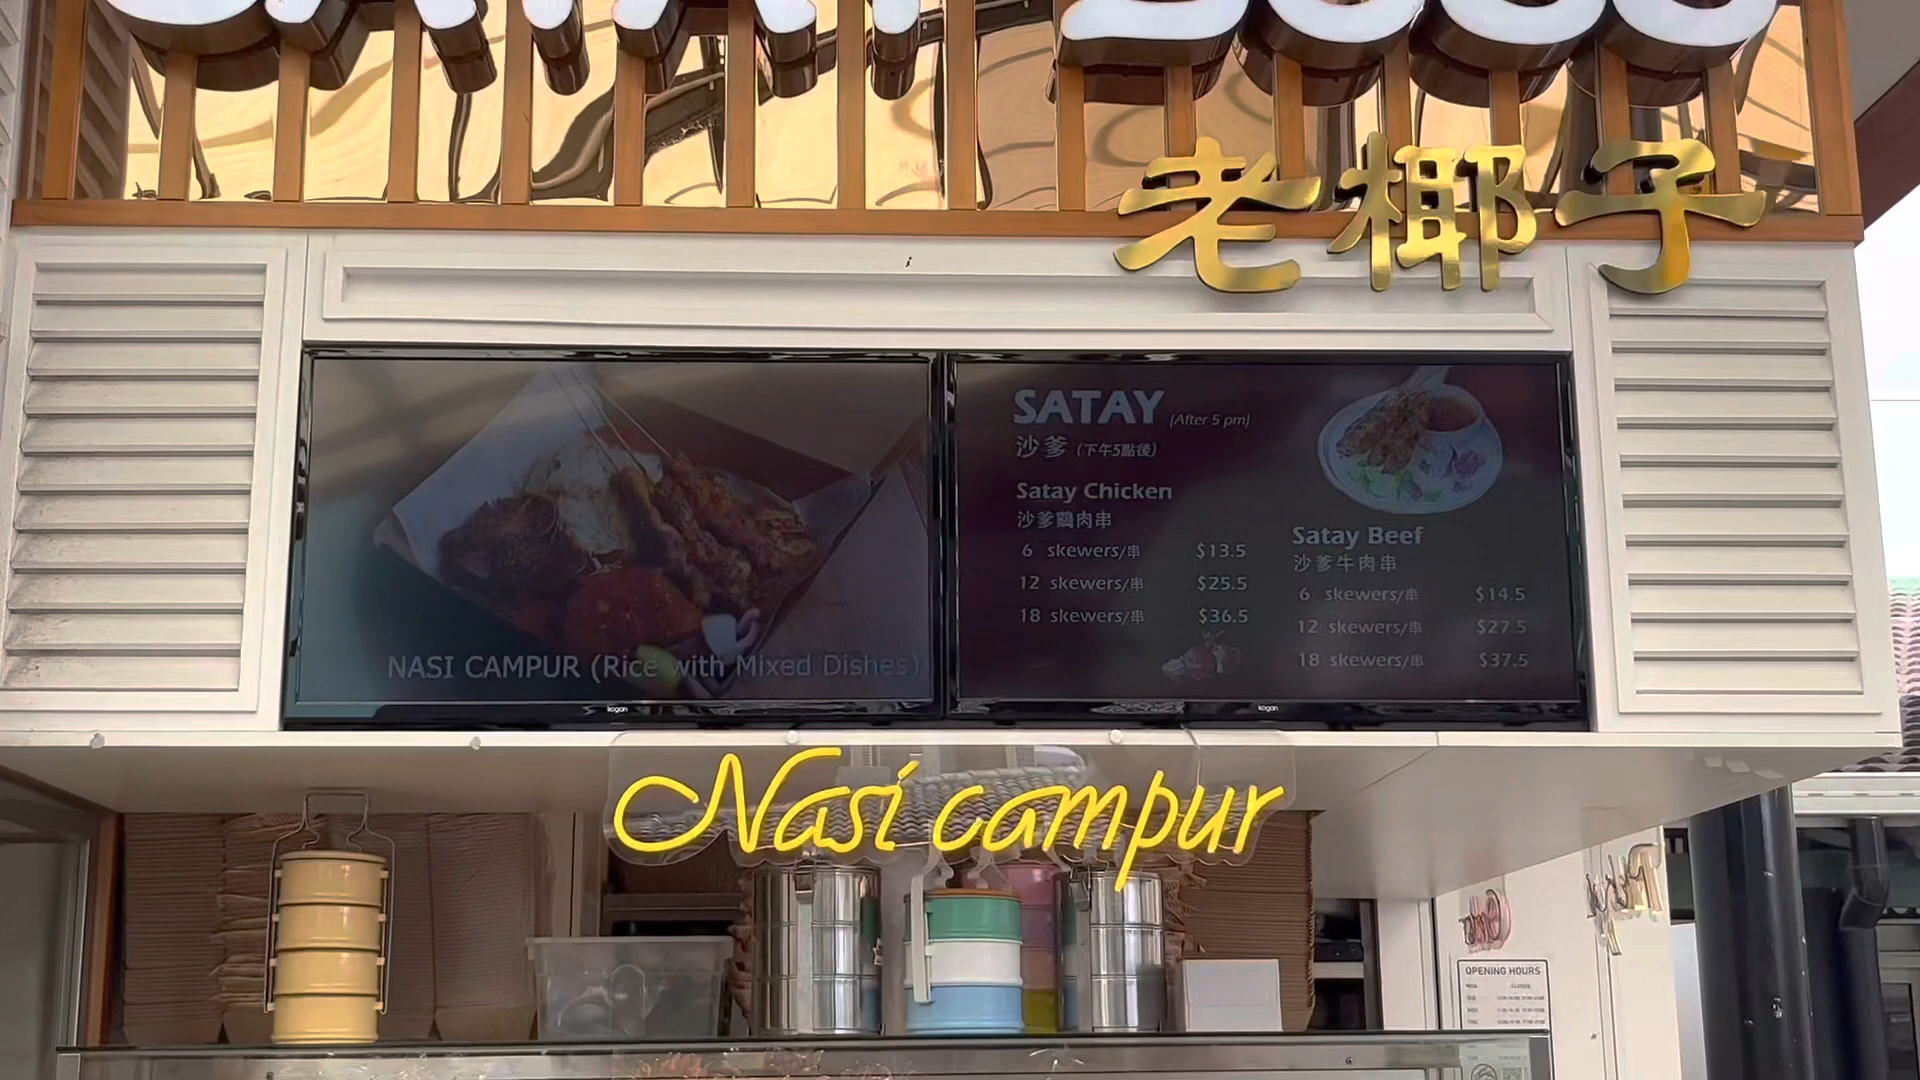 老椰子
SATAY (After 5 pm)
沙爹 (下午5點後)
Satay Chicken
沙爹鷄肉串
6 skewers/串 $13.5
12 skewers/串 $25.5
18 skewers/串 $36.5
Satay Beef
沙爹牛肉串
6 skewers/串 $14.5
12 skewers/串 $27.5
18 skewers/串 $37.5
NASI CAMPUR (Rice with Mixed Dishes)
kogan
kogan
Nasi campur
OPENING HOURS